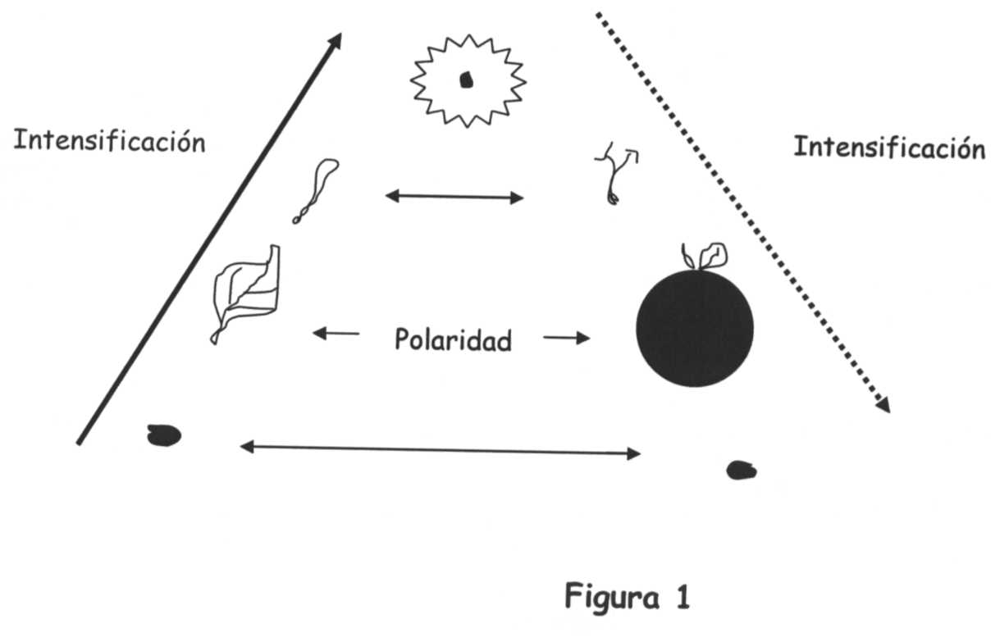 Intensificación
Intensificación
Polaridad
Figura 1